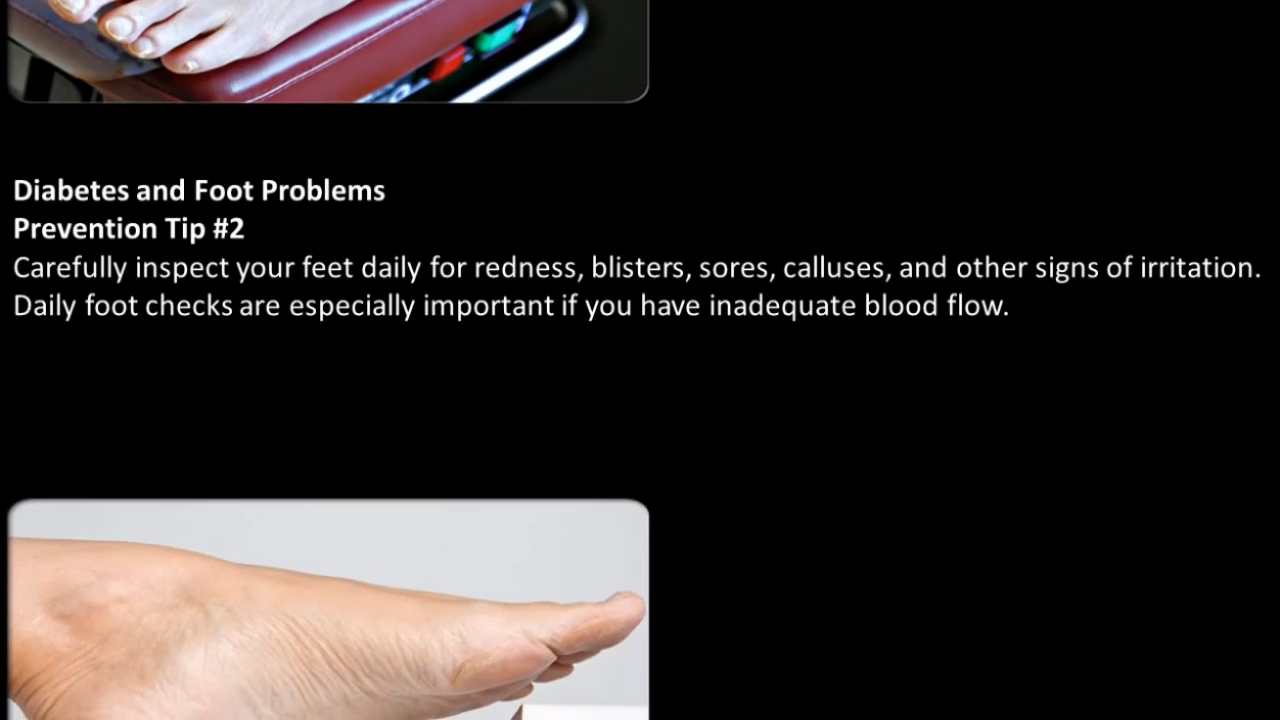 Diabetes and Foot Problems
Prevention Tip #2
Carefully inspect your feet daily for redness, blisters, sores, calluses, and other signs of irritation.
Daily foot checks are especially important if you have inadequate blood flow.